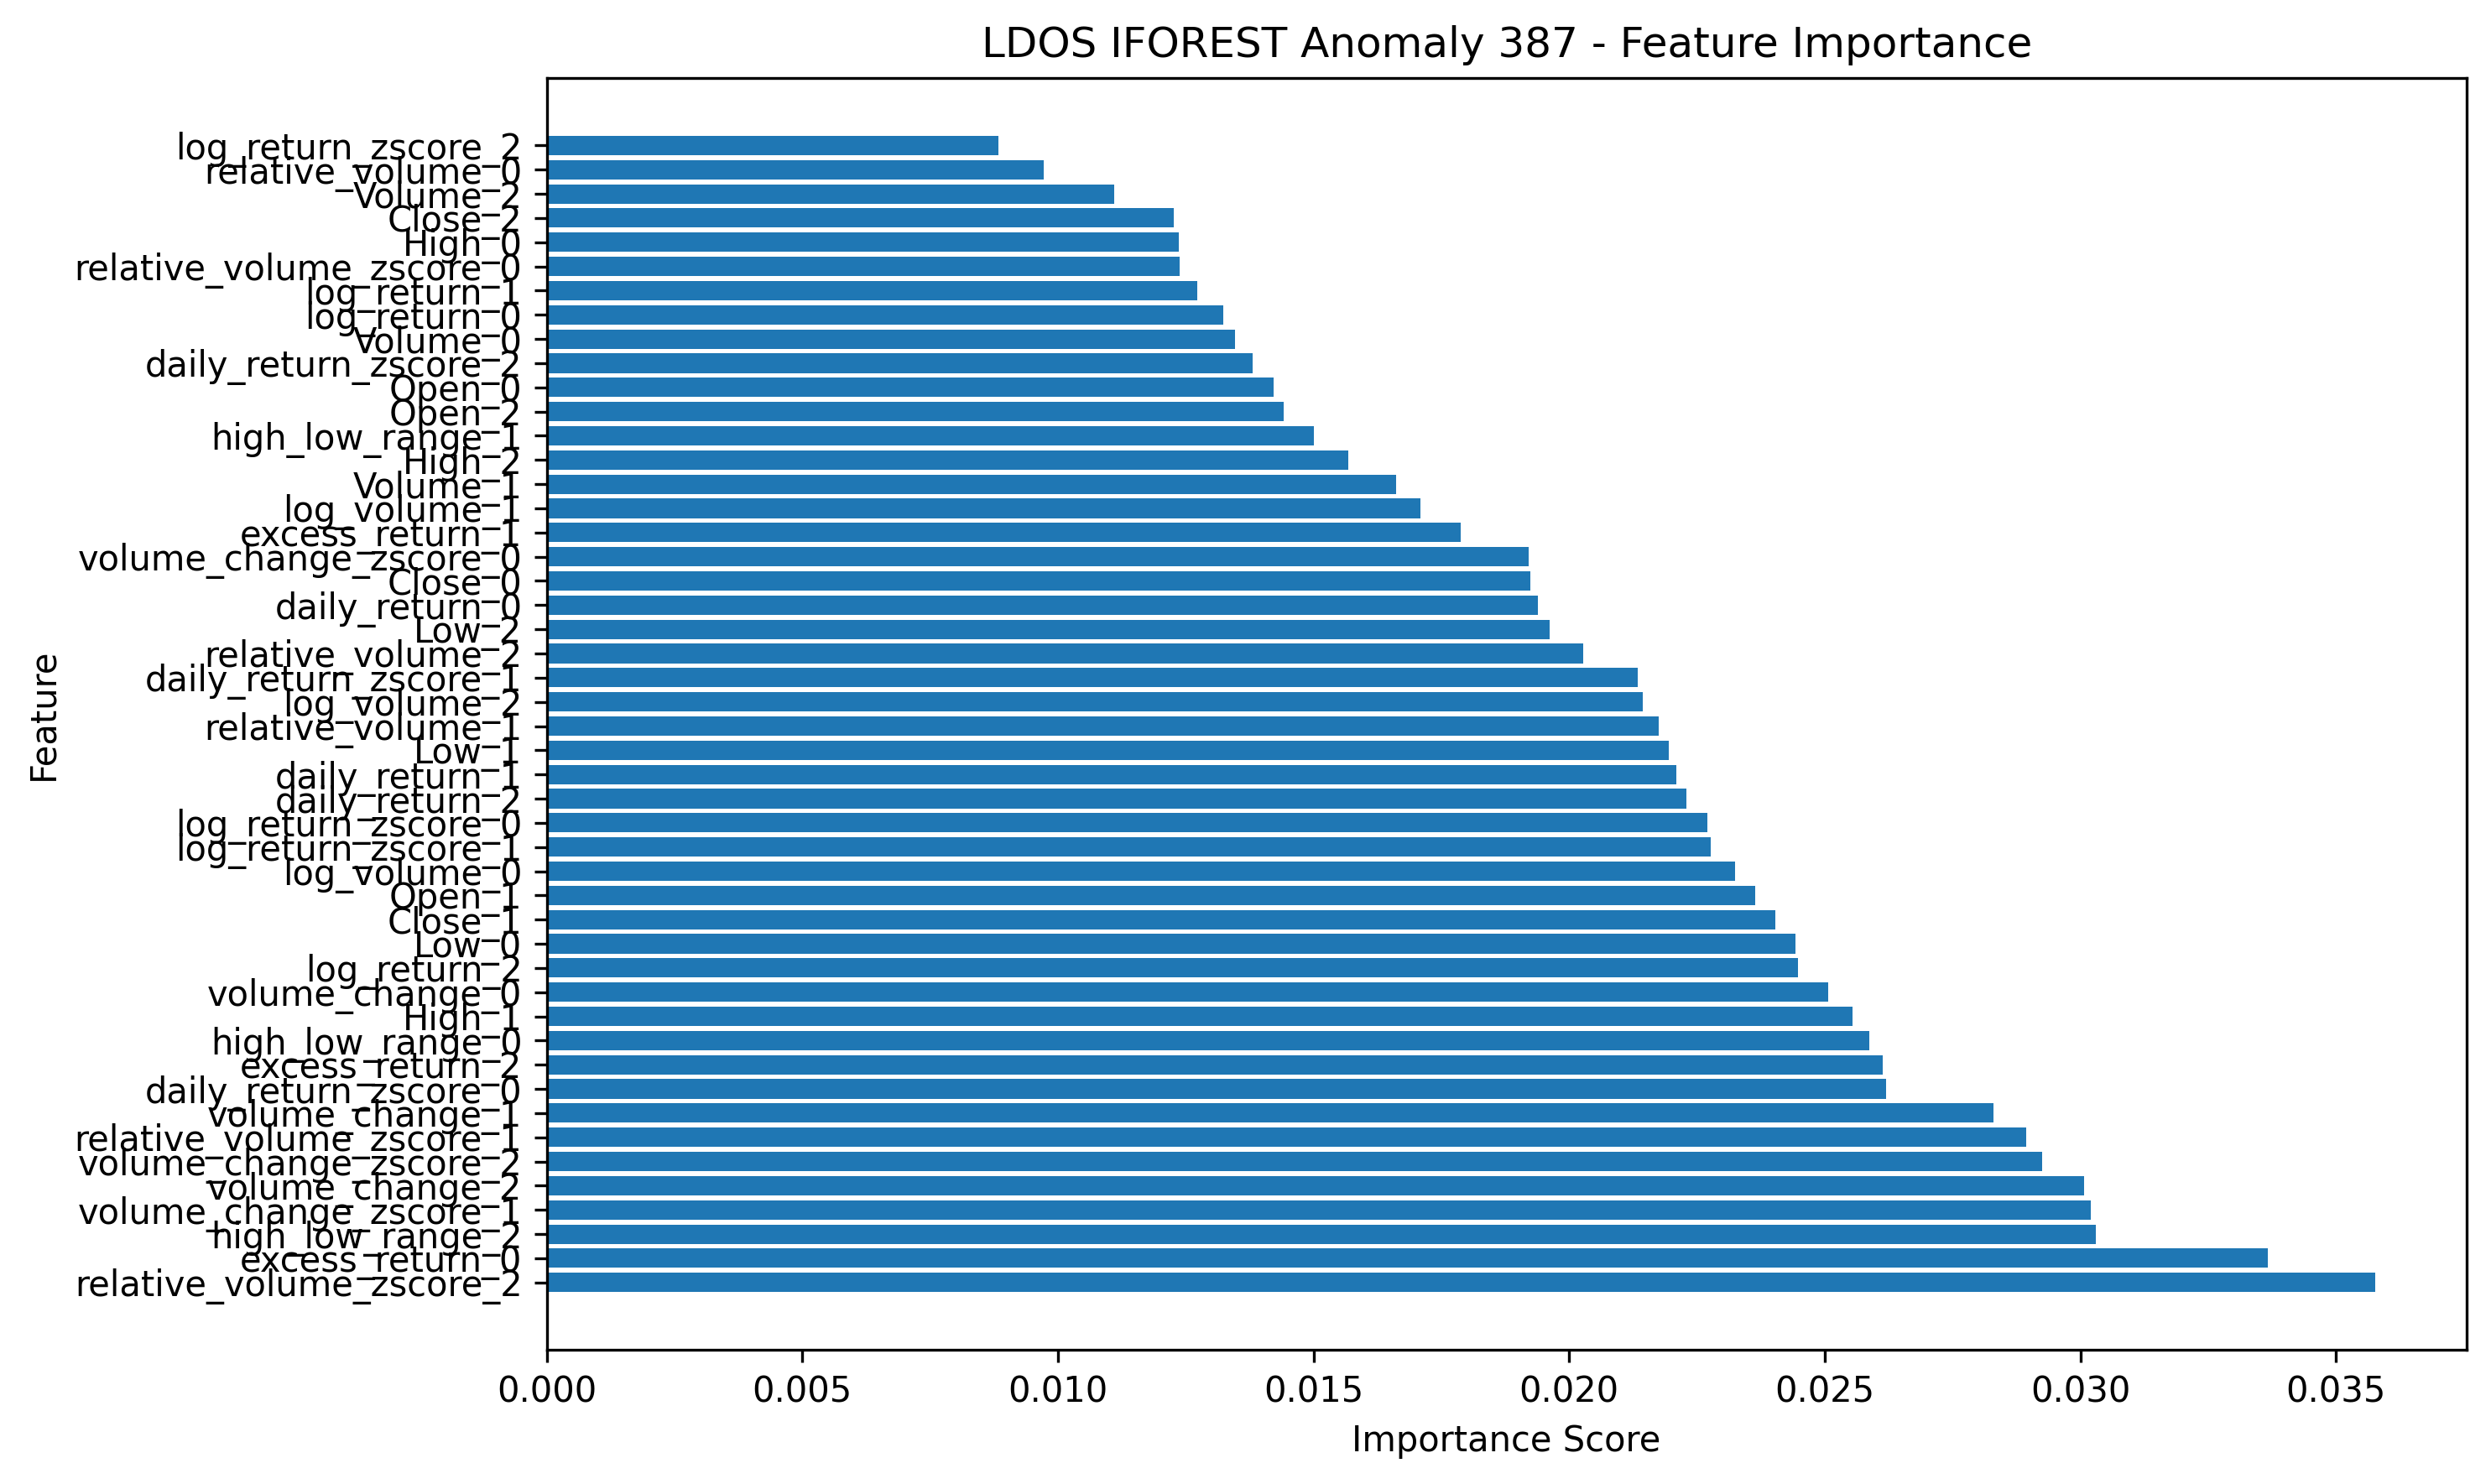 LDOS IFOREST Anomaly 387 - Feature Importance
log_return_zscore_2
relative_volume_0
Volume_2
Close_2
High_0
relative_volume_zscore_0
log_return_1
log_return_0
Volume_0
daily_return_zscore_2
Open_0
Open_2
high_low_range_1
High_2
Volume_1
log_volume_1
excess_return_1
volume_change_zscore_0
Close_0
daily_return_0
Low_2
relative_volume_2
daily_return_zscore_1
log_volume_2
relative_volume_1
Low_1
daily_return_1
daily_return_2
log_return_zscore_0
log_return_zscore_1
log_volume_0
Open_1
Close_1
Low_0
log_return_2
volume_change_0
High_1
high_low_range_0
excess_return_2
daily_return_zscore_0
volume_change_1
relative_volume_zscore_1
volume_change_zscore_2
volume_change_2
volume_change_zscore_1
high_low_range_2
excess_return_0
relative_volume_zscore_2
Feature
0.000 0.005 0.010 0.015 0.020 0.025 0.030 0.035
Importance Score